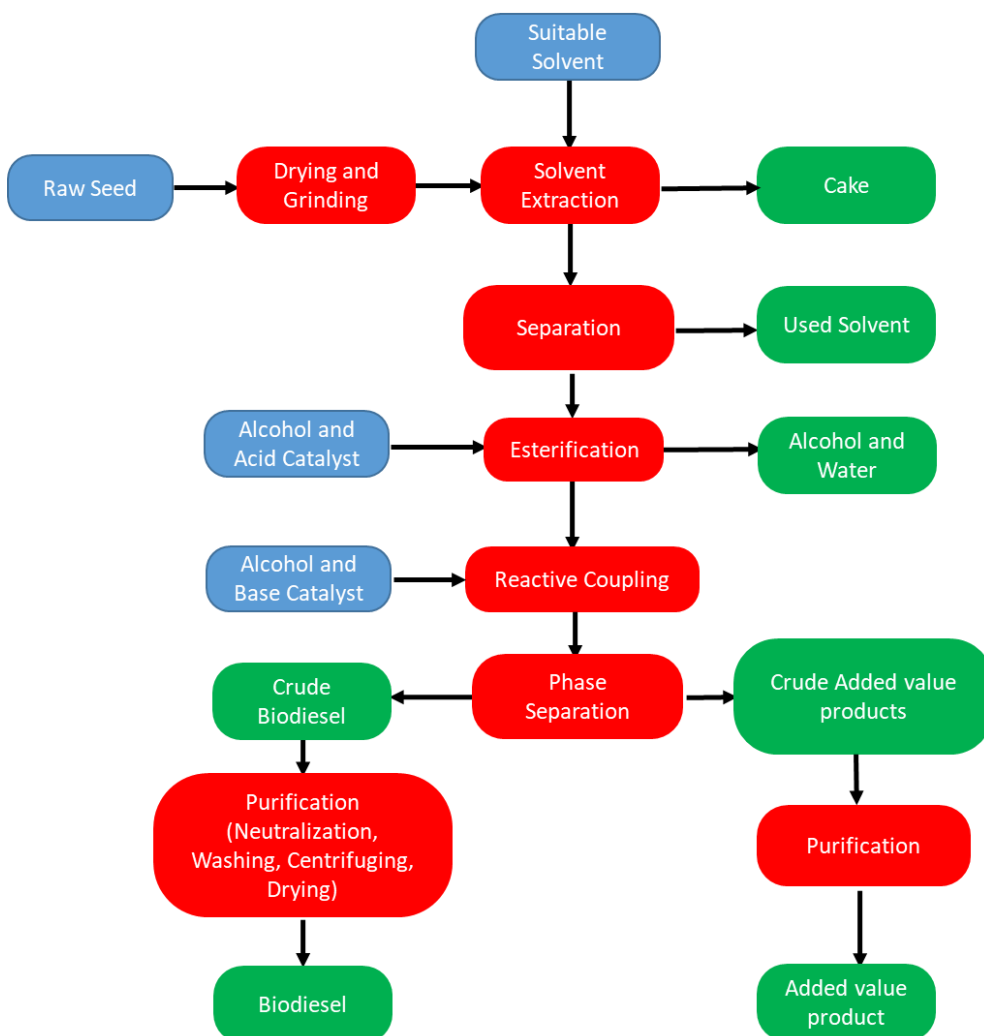 Suitable
Solvent
Raw Seed
Drying and
Grinding
Solvent
Extraction
Cake
Separation
Used Solvent
Alcohol and
Acid Catalyst
Esterification
Alcohol and
Water
Alcohol and
Base Catalyst
Reactive Coupling
Crude
Biodiesel
Phase
Separation
Crude Added value
products
Purification
(Neutralization,
Washing, Centrifuging,
Drying)
Purification
Biodiesel
Added value
product